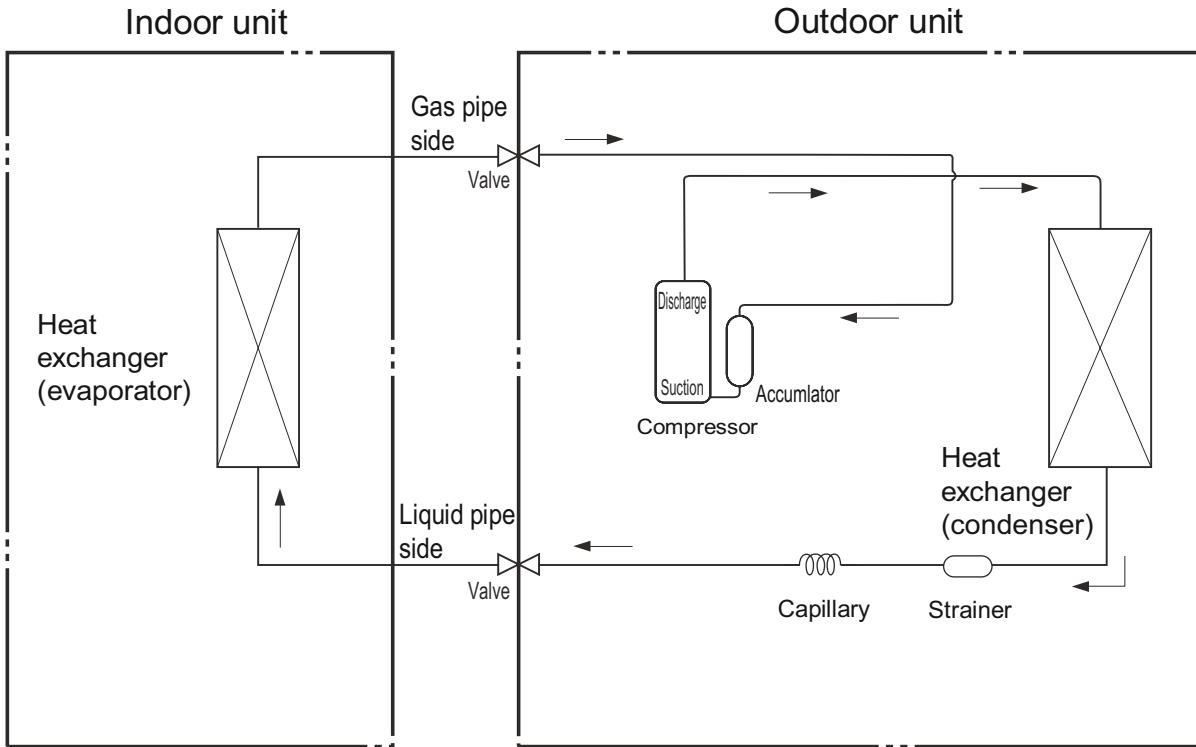 Indoor unit
Outdoor unit
Gas pipe
side
Valve
Discharge
Suction
Accumlator
Compressor
Heat
exchanger
(evaporator)
Heat
exchanger
(condenser)
Liquid pipe
side
Valve
Capillary
Strainer